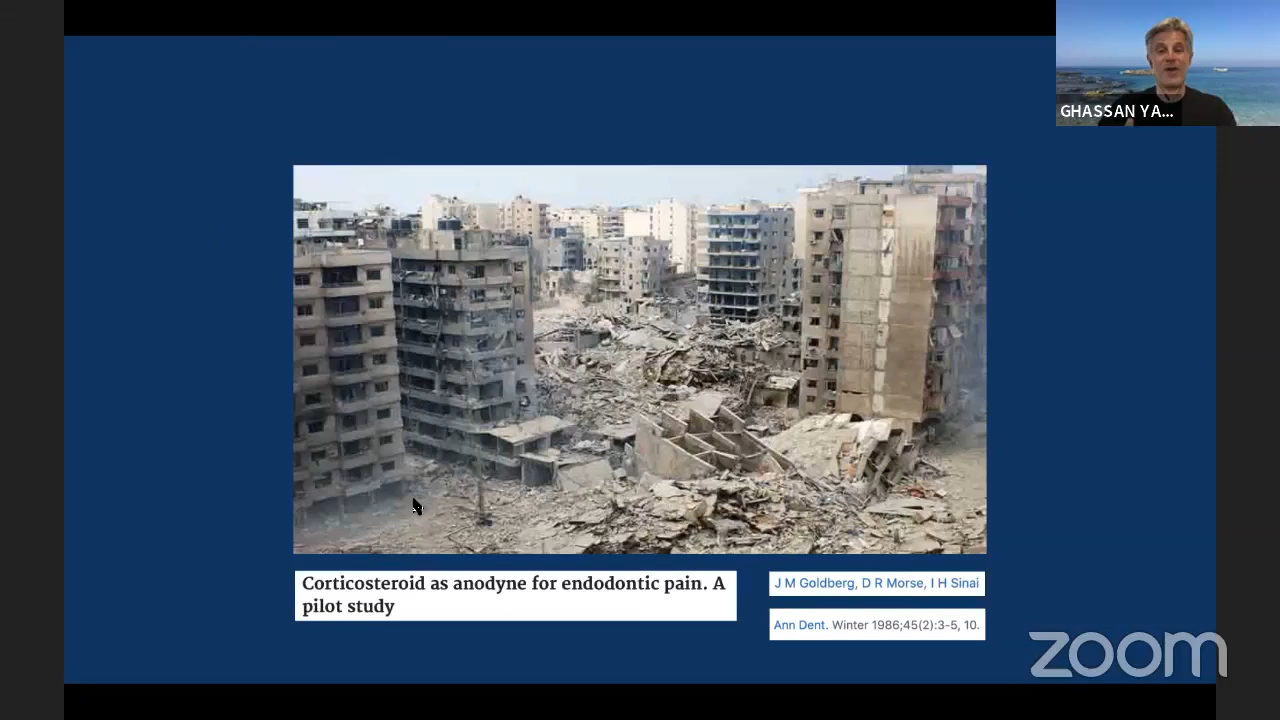 GHASSAN YA...
Corticosteroid as anodyne for endodontic pain. A
pilot study
J M Goldberg, D R Morse, I H Sinai
Ann Dent. Winter 1986;45(2):3-5, 10.
zoom